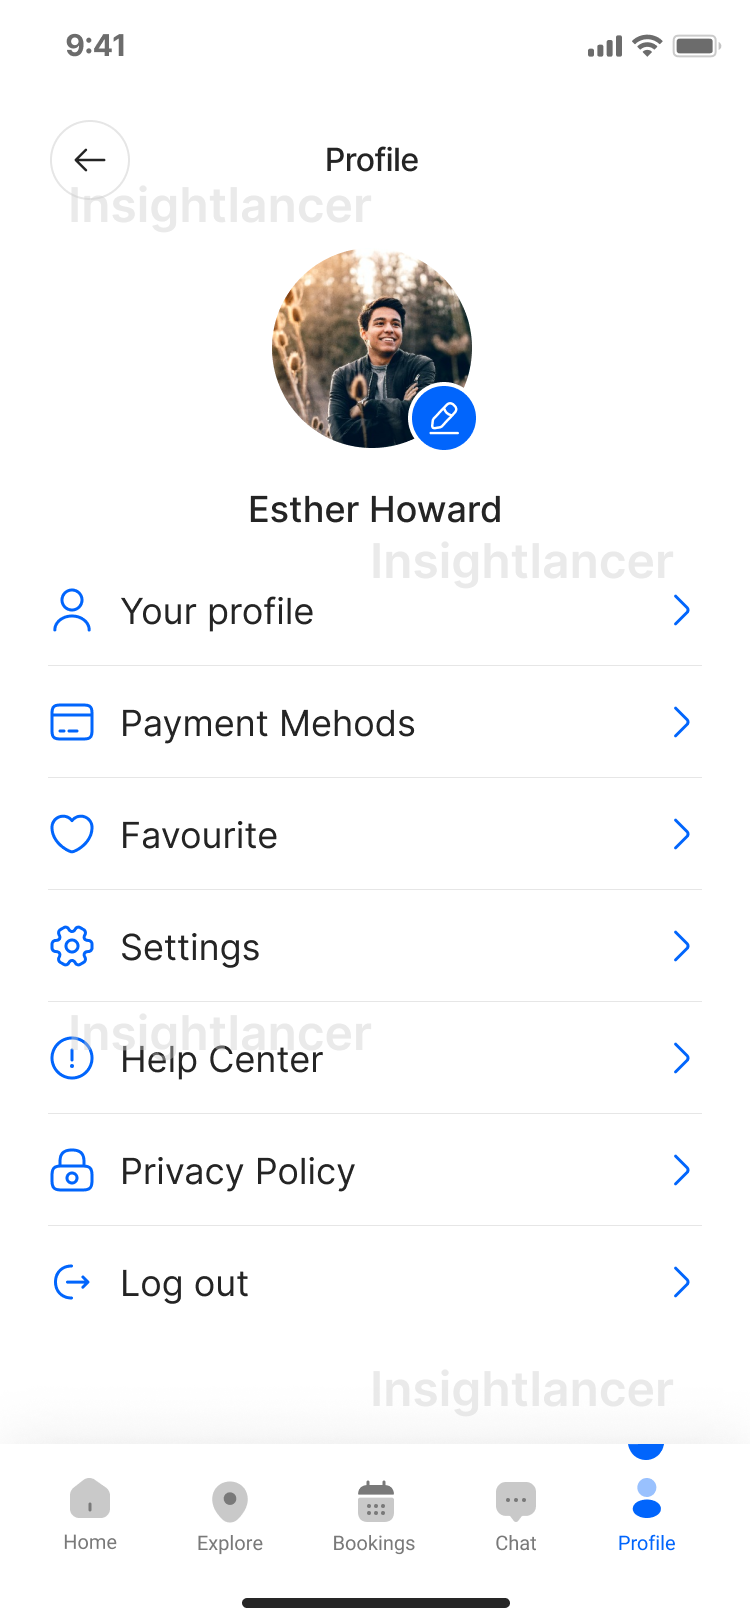 9:41
Profile
Insightlancer
Esther Howard
Insightlancer
Your profile
Payment Mehods
Favourite
Settings
Insightlancer
Help Center
Privacy Policy
Log out
Insightlancer
Home
Explore
Bookings
Chat
Profile